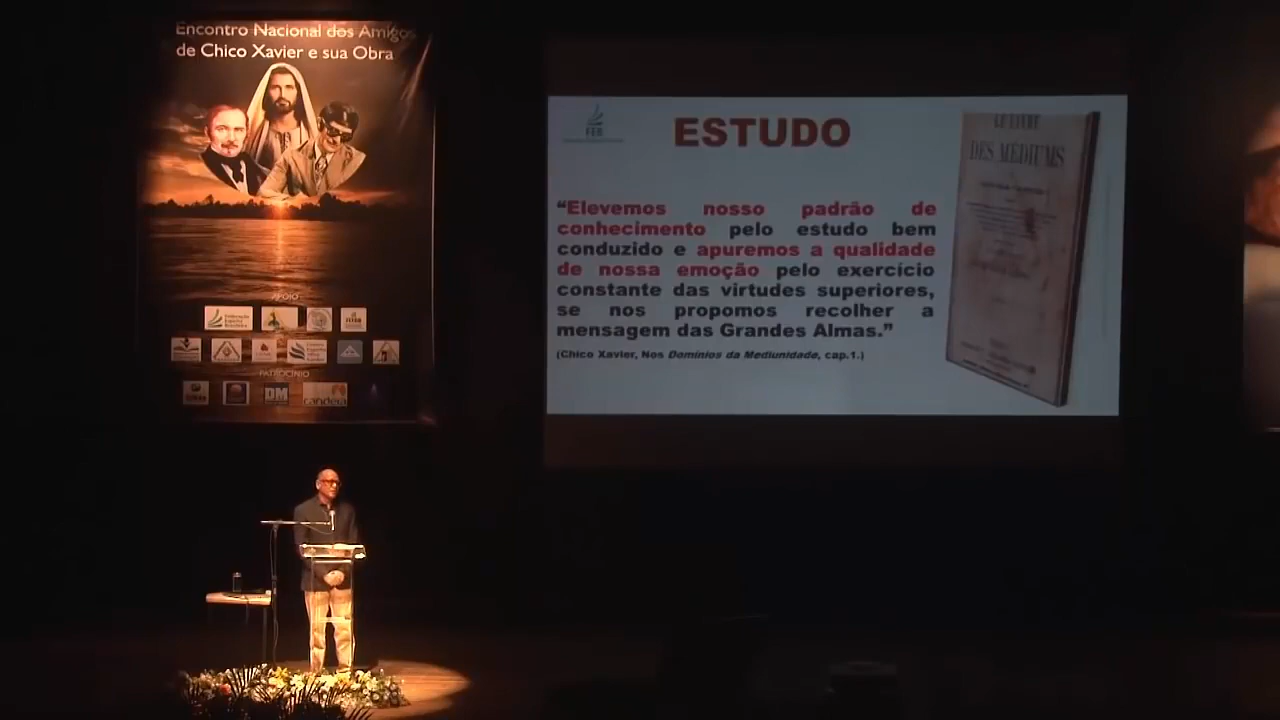 Encontro Nacional dos Amigos
de Chico Xavier e sua Obra
APOIO
PATROCÍNIO
DM
candeia
FEB
ESTUDO
“Elevemos nosso padrão de
conhecimento pelo estudo bem
conduzido e apuremos a qualidade
de nossa emoção pelo exercício
constante das virtudes superiores,
se nos propomos recolher a
mensagem das Grandes Almas.”
(Chico Xavier, Nos Domínios da Mediunidade, cap.1.)
LE LIVRE
DES MÉDIUMS